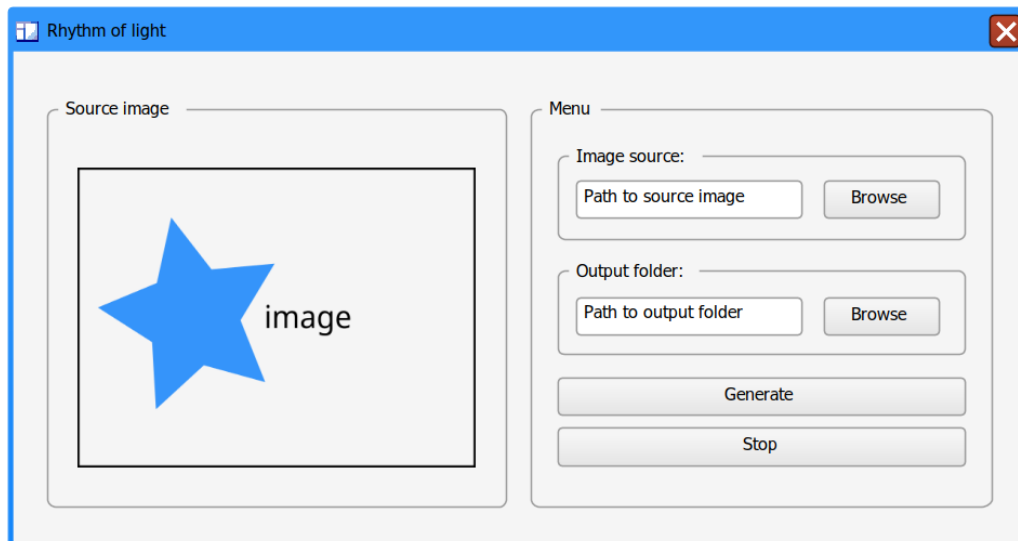 Rhythm of light
Source image
image
Menu
Image source:
Path to source image
Browse
Output folder:
Path to output folder
Browse
Generate
Stop